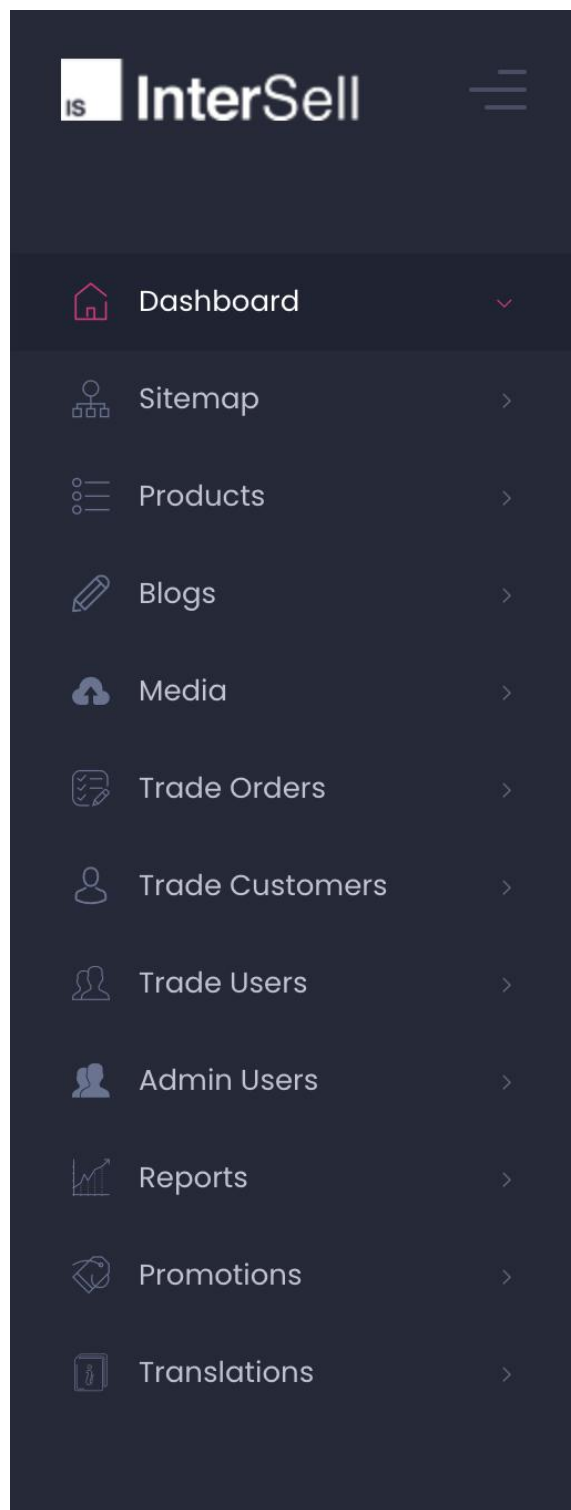 IS InterSell
Dashboard
Sitemap
Products
Blogs
Media
Trade Orders
Trade Customers
Trade Users
Admin Users
Reports
Promotions
Translations